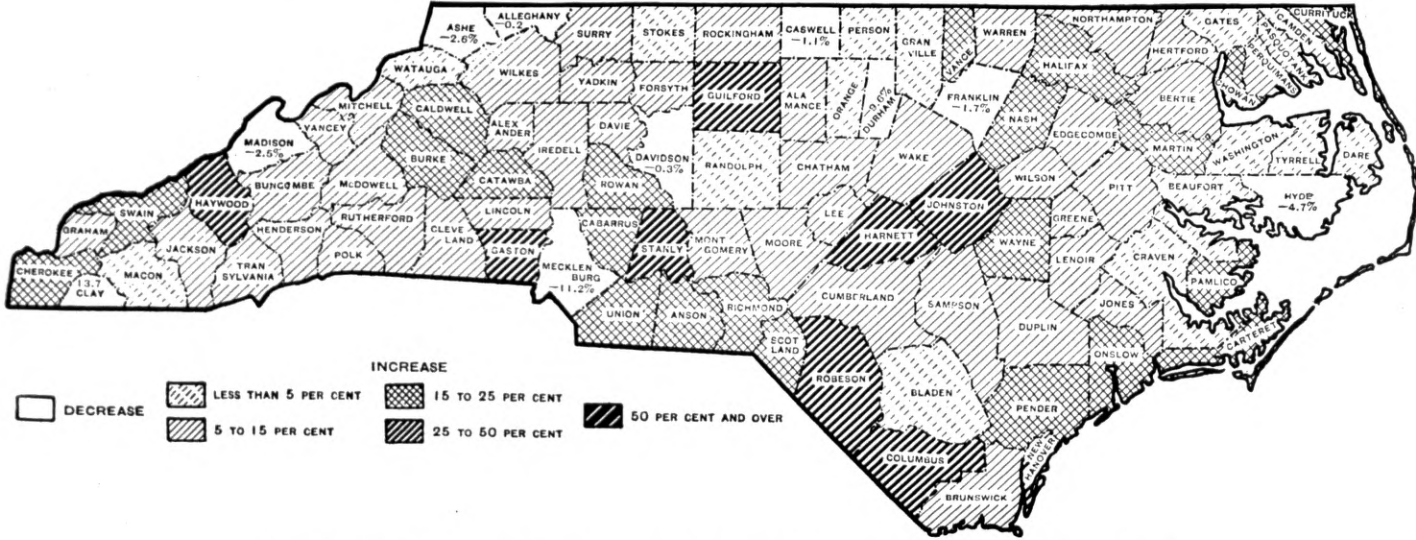 ASHE
-2.6%
ALLEGHANY
-0.2
SURRY
STOKES
ROCKINGHAM
CASWELL
-1.1%
PERSON
GRAN
VILLE
VANCE
WARREN
NORTHAMPTON
GATES
CAMDEN
CURRITUCK
PASQUOTANK
PERQUIMANS
CHOWAN
HERTFORD
HALIFAX
BERTIE
WATAUGA
WILKES
YADKIN
FORSYTH
GUILFORD
ALA
MANCE
ORANGE
-0.6%
DURHAM
FRANKLIN
-1.7%
NASH
EDGECOMBE
MARTIN
WASHINGTON
TYRRELL
DARE
MITCHELL
CALDWELL
ALEX
ANDER
IREDELL
DAVIE
DAVIDSON
-0.3%
RANDOLPH
CHATHAM
WAKE
WILSON
PITT
BEAUFORT
HYDE
-4.7%
MADISON
-2.5%
YANCEY
BURKE
CATAWBA
ROWAN
HAYWOOD
BUNCOMBE
McDOWELL
LINCOLN
CABARRUS
STANLY
MONT
GOMERY
MOORE
LEE
HARNETT
JOHNSTON
WAYNE
GREENE
LENOIR
CRAVEN
PAMLICO
SWAIN
GRAHAM
JACKSON
HENDERSON
RUTHERFORD
CLEVE
LAND
GASTON
MECKLEN
BURG
-11.2%
CHEROKEE
13.7
CLAY
MACON
TRAN
SYLVANIA
POLK
UNION
ANSON
RICHMOND
SCOT
LAND
CUMBERLAND
SAMPSON
DUPLIN
JONES
ONSLOW
CARTERET
ROBESON
BLADEN
PENDER
COLUMBUS
NEW
HANOVER
BRUNSWICK
INCREASE
DECREASE
LESS THAN 5 PER CENT
5 TO 15 PER CENT
15 TO 25 PER CENT
25 TO 50 PER CENT
50 PER CENT AND OVER